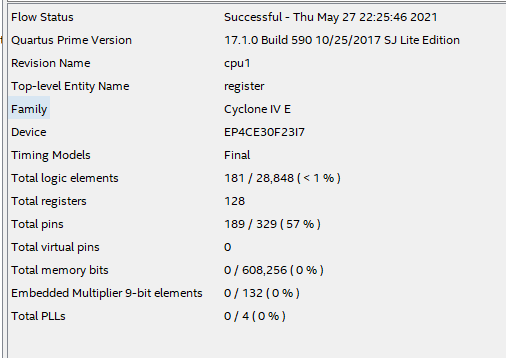 Flow Status Successful - Thu May 27 22:25:46 2021
Quartus Prime Version 17.1.0 Build 590 10/25/2017 SJ Lite Edition
Revision Name cpu1
Top-level Entity Name register
Family Cyclone IV E
Device EP4CE30F23I7
Timing Models Final
Total logic elements 181 / 28,848 ( < 1 % )
Total registers 128
Total pins 189 / 329 ( 57 % )
Total virtual pins 0
Total memory bits 0 / 608,256 ( 0 % )
Embedded Multiplier 9-bit elements 0 / 132 ( 0 % )
Total PLLs 0 / 4 ( 0 % )